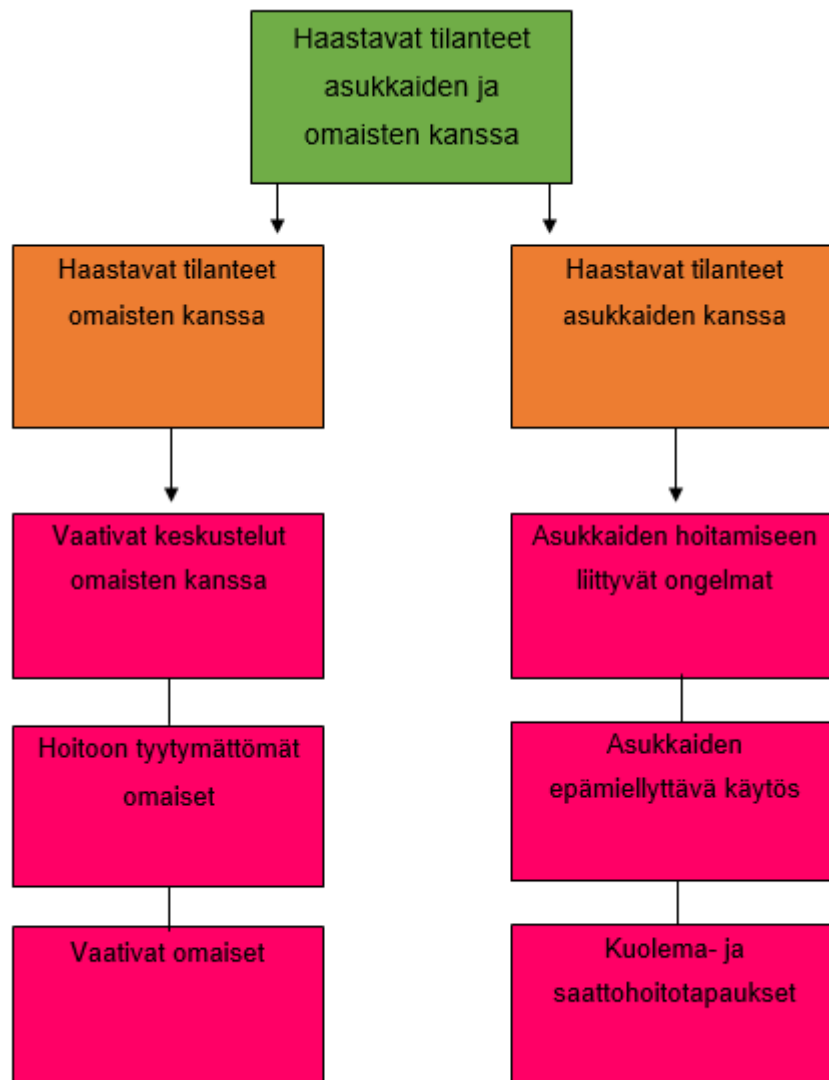 Haastavat tilanteet
asukkaiden ja
omaisten kanssa
Haastavat tilanteet
omaisten kanssa
Haastavat tilanteet
asukkaiden kanssa
Vaativat keskustelut
omaisten kanssa
Asukkaiden hoitamiseen
liittyvät ongelmat
Hoitoon tyytymättömät
omaiset
Asukkaiden
epämiellyttävä käytös
Vaativat omaiset
Kuolema- ja
saattohoitotapaukset